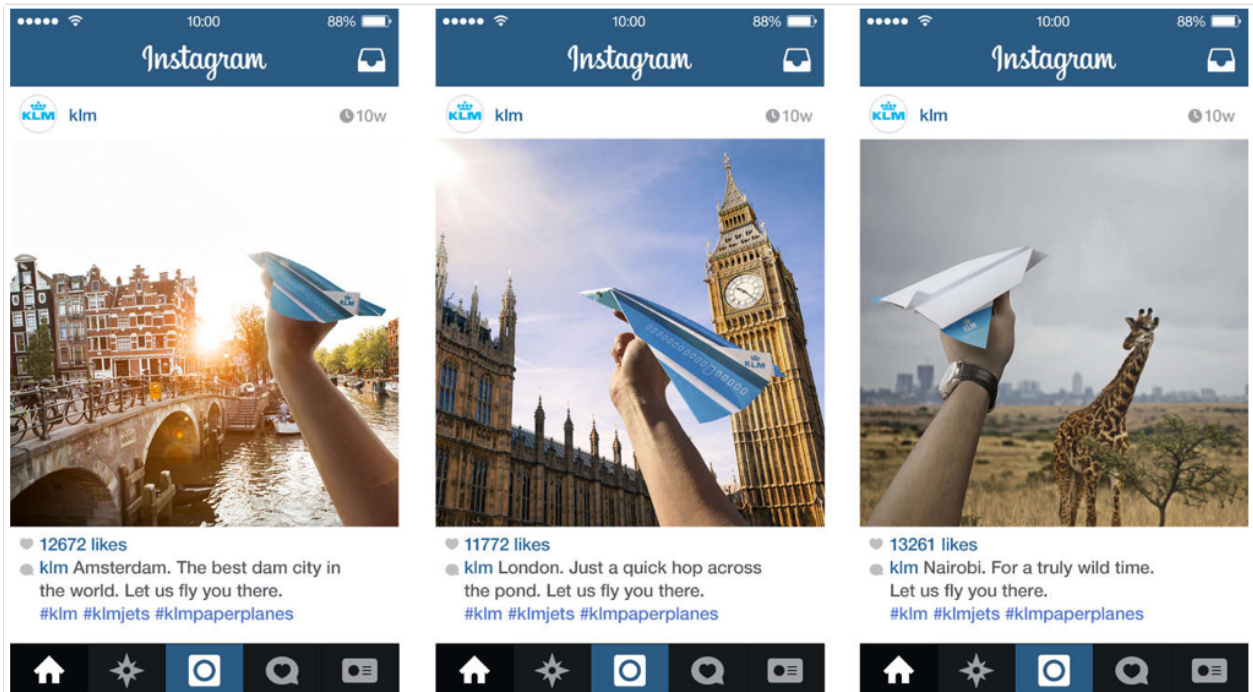 10:00
88%
Instagram
KLM
klm
10w
KLM
12672 likes
klm Amsterdam. The best dam city in
the world. Let us fly you there.
#klm #klmjets #klmpaperplanes
10:00
88%
Instagram
KLM
klm
10w
KLM
11772 likes
klm London. Just a quick hop across
the pond. Let us fly you there.
#klm #klmjets #klmpaperplanes
10:00
88%
Instagram
KLM
klm
10w
KLM
13261 likes
klm Nairobi. For a truly wild time.
Let us fly you there.
#klm #klmjets #klmpaperplanes